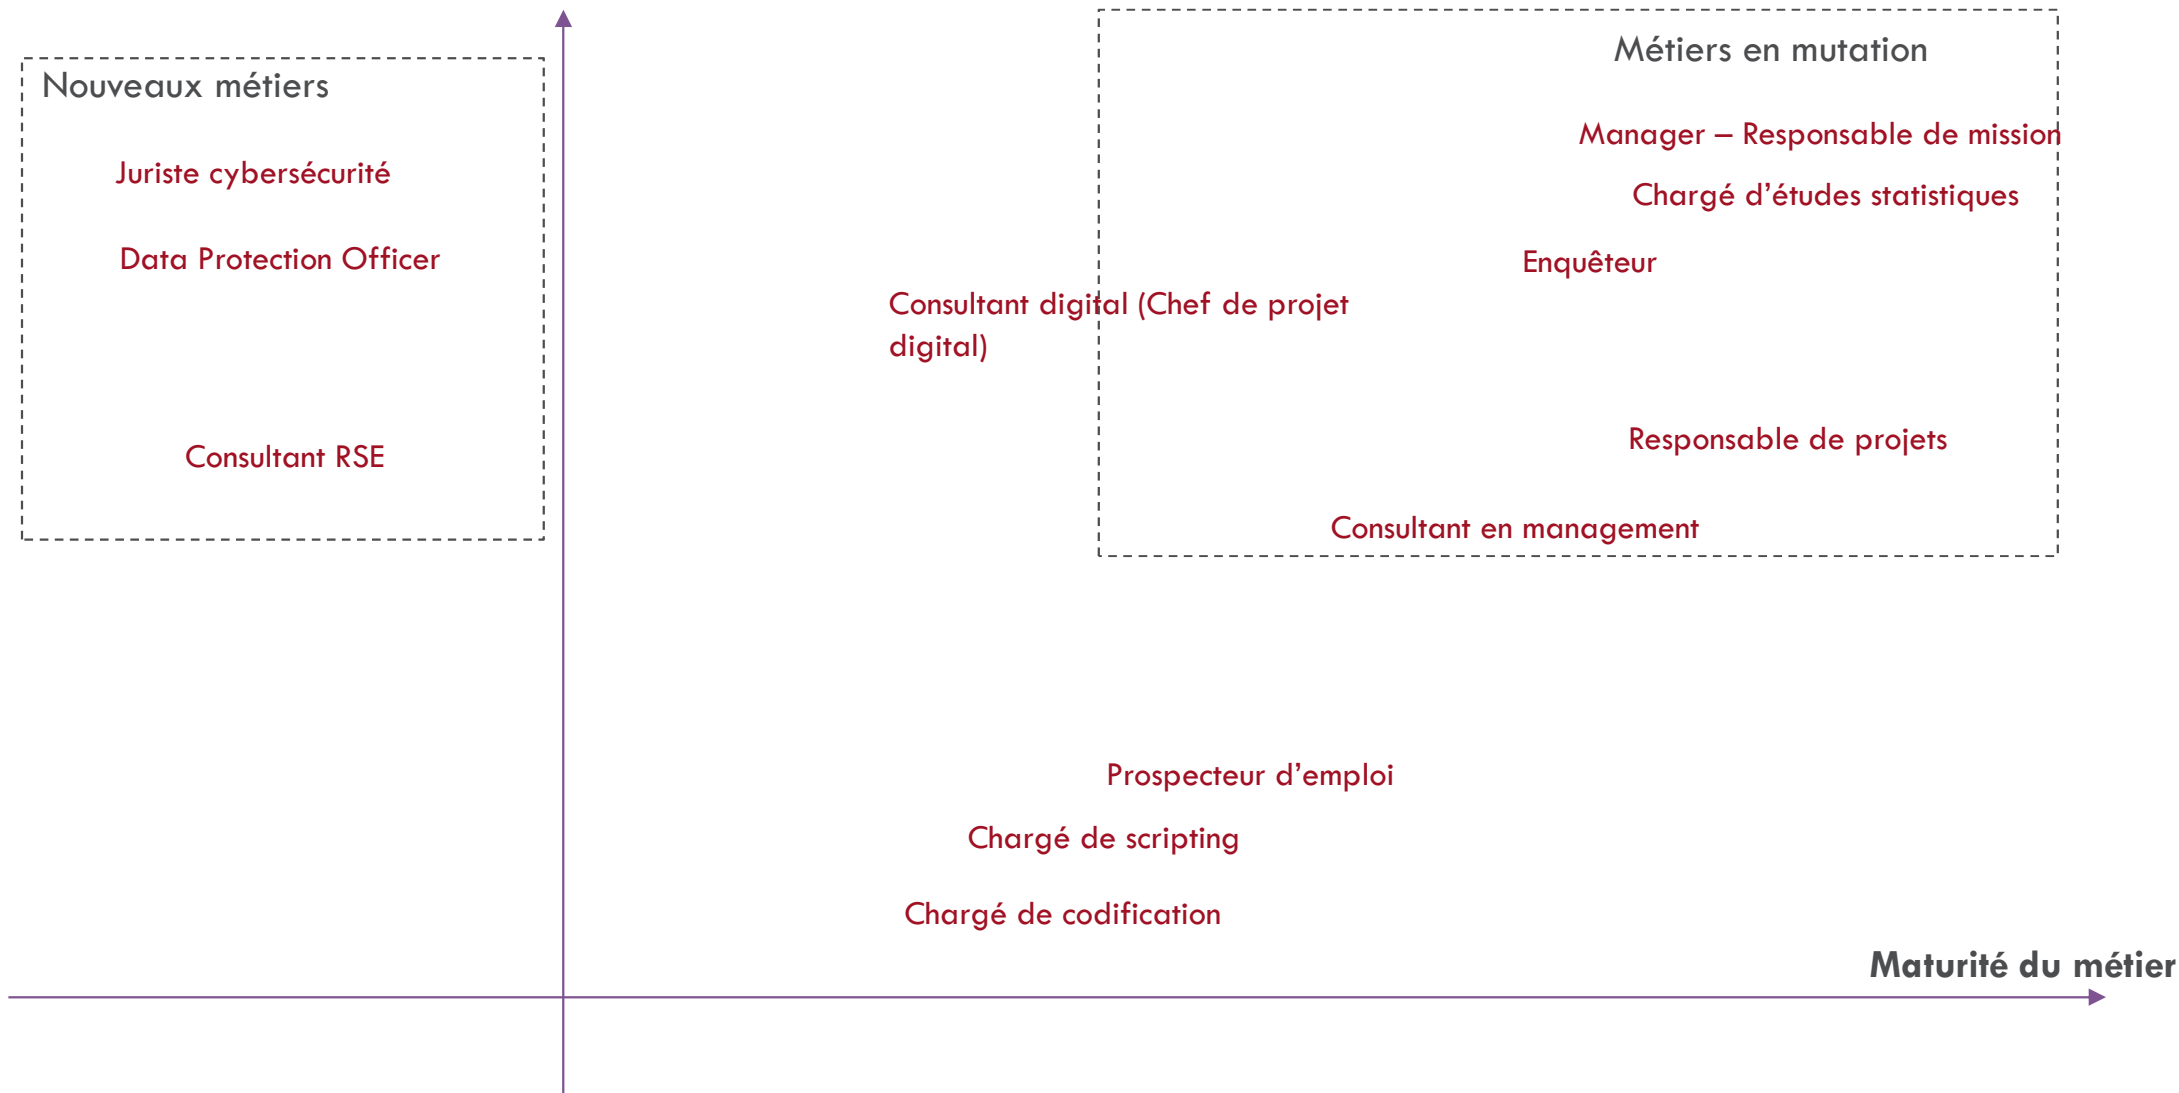 Nouveaux métiers
Juriste cybersécurité
Data Protection Officer
Consultant RSE
Métiers en mutation
Manager – Responsable de mission
Chargé d’études statistiques
Enquêteur
Consultant digital (Chef de projet
digital)
Responsable de projets
Consultant en management
Prospecteur d’emploi
Chargé de scripting
Chargé de codification
Maturité du métier